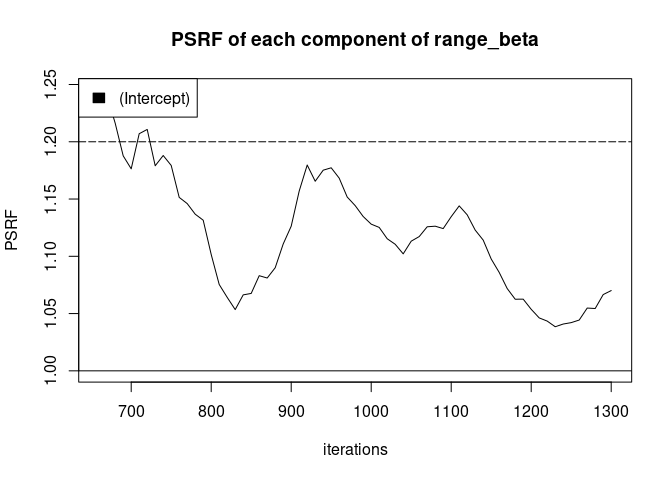 PSRF of each component of range_beta
(Intercept)
1.25
1.20
1.15
1.10
1.05
1.00
PSRF
700 800 900 1000 1100 1200 1300
iterations